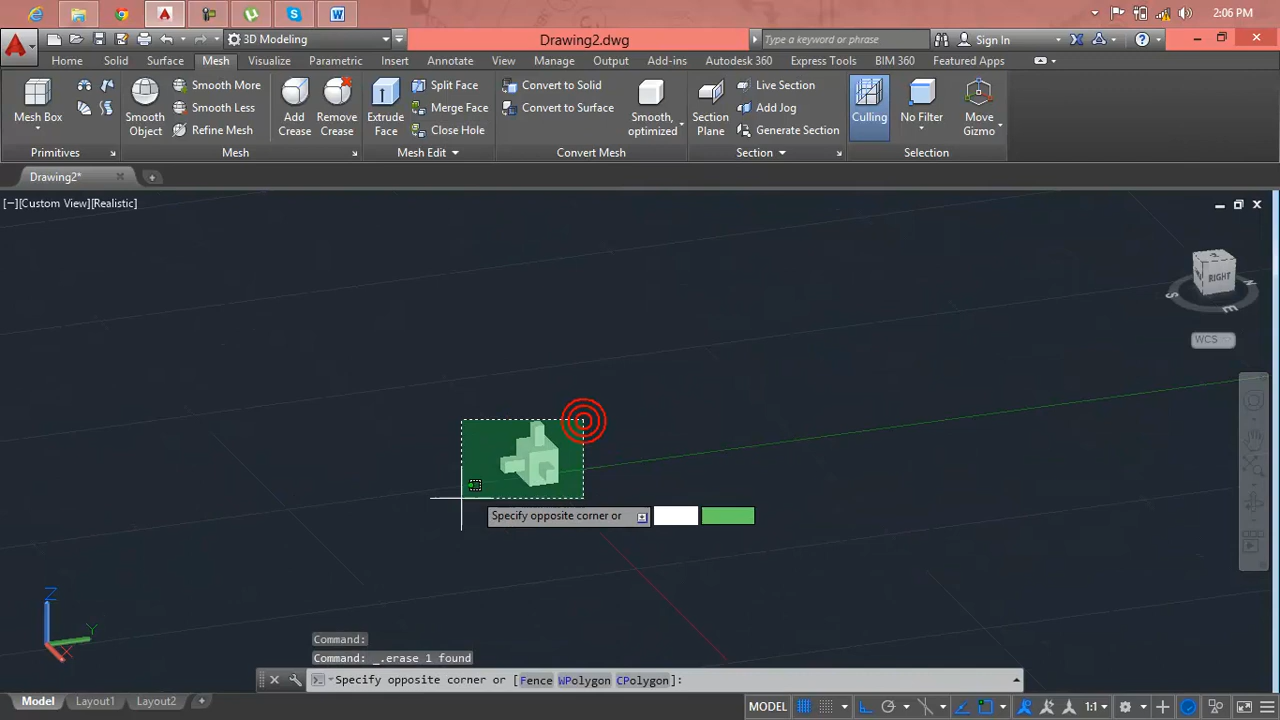 2:06 PM
3D Modeling
Drawing2.dwg
Type a keyword or phrase
Sign In
Home Solid Surface Mesh Visualize Parametric Insert Annotate View Manage Output Add-ins Autodesk 360 Express Tools BIM 360 Featured Apps
Mesh Box
Smooth Object
Smooth More
Smooth Less
Refine Mesh
Add Crease
Remove Crease
Extrude Face
Split Face
Merge Face
Close Hole
Convert to Solid
Convert to Surface
Smooth, optimized
Section Plane
Live Section
Add Jog
Generate Section
Culling
No Filter
Move Gizmo
Primitives Mesh Mesh Edit Convert Mesh Section Selection
Drawing2*
[−][Custom View][Realistic]
RIGHT
S
E
WCS
Specify opposite corner or
Z
Y
X
Command:
Command: _.erase 1 found
Specify opposite corner or [Fence WPolygon CPolygon]:
Model Layout1 Layout2 +
MODEL
1:1